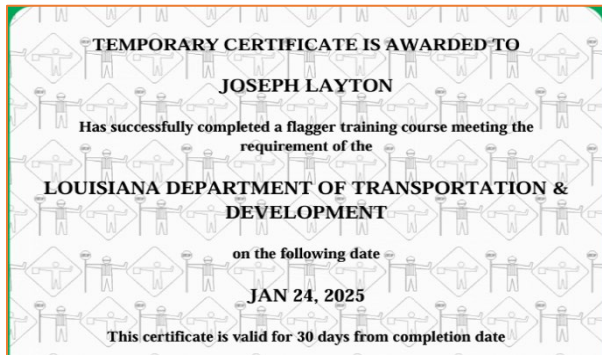 TEMPORARY CERTIFICATE IS AWARDED TO
JOSEPH LAYTON
Has successfully completed a flagger training course meeting the
requirement of the
LOUISIANA DEPARTMENT OF TRANSPORTATION &
DEVELOPMENT
on the following date
JAN 24, 2025
This certificate is valid for 30 days from completion date